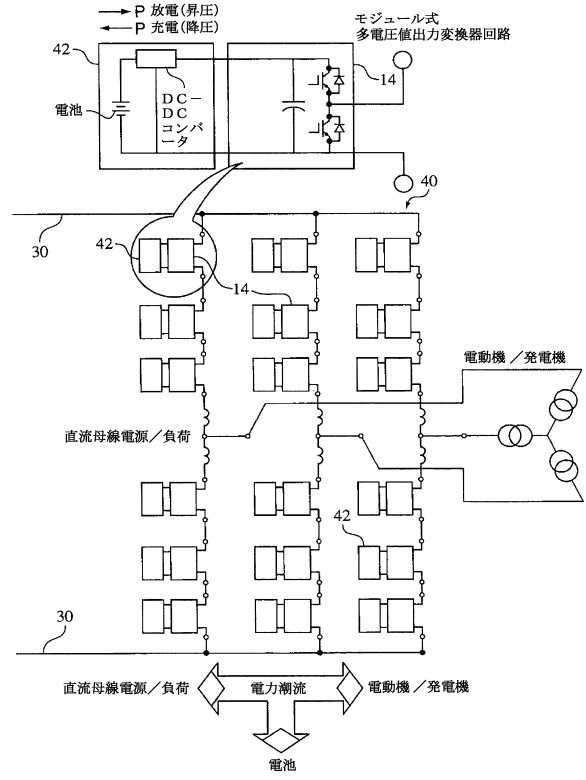 P 放電(昇圧)
P 充電(降圧)
モジュール式
多電圧値出力変換器回路
42
14
電池
DC−
DC
コンバ
ータ
40
30
42
14
電動機/発電機
直流母線電源/負荷
42
30
直流母線電源/負荷
電力潮流
電動機/発電機
電池